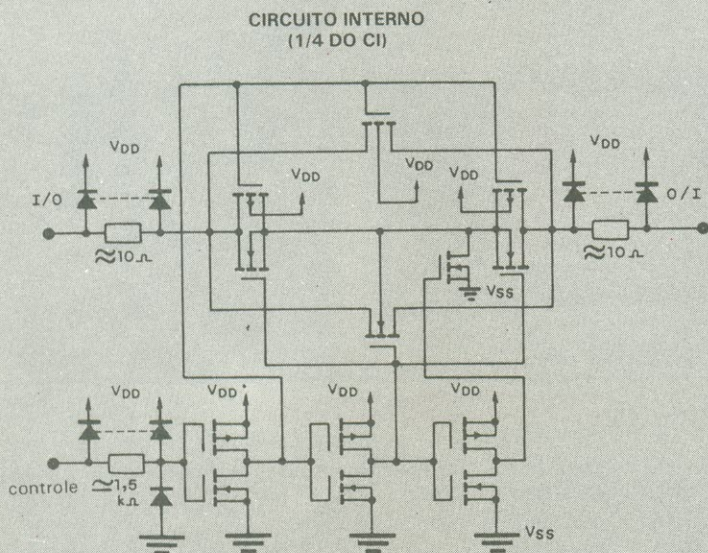 CIRCUITO INTERNO
(1/4 DO CI)
VDD
VDD
VDD
VDD
I/O
O/I
≈10Ω
≈10Ω
VSS
VDD
VDD
VDD
VDD
controle
≃1,5
kΩ
VSS